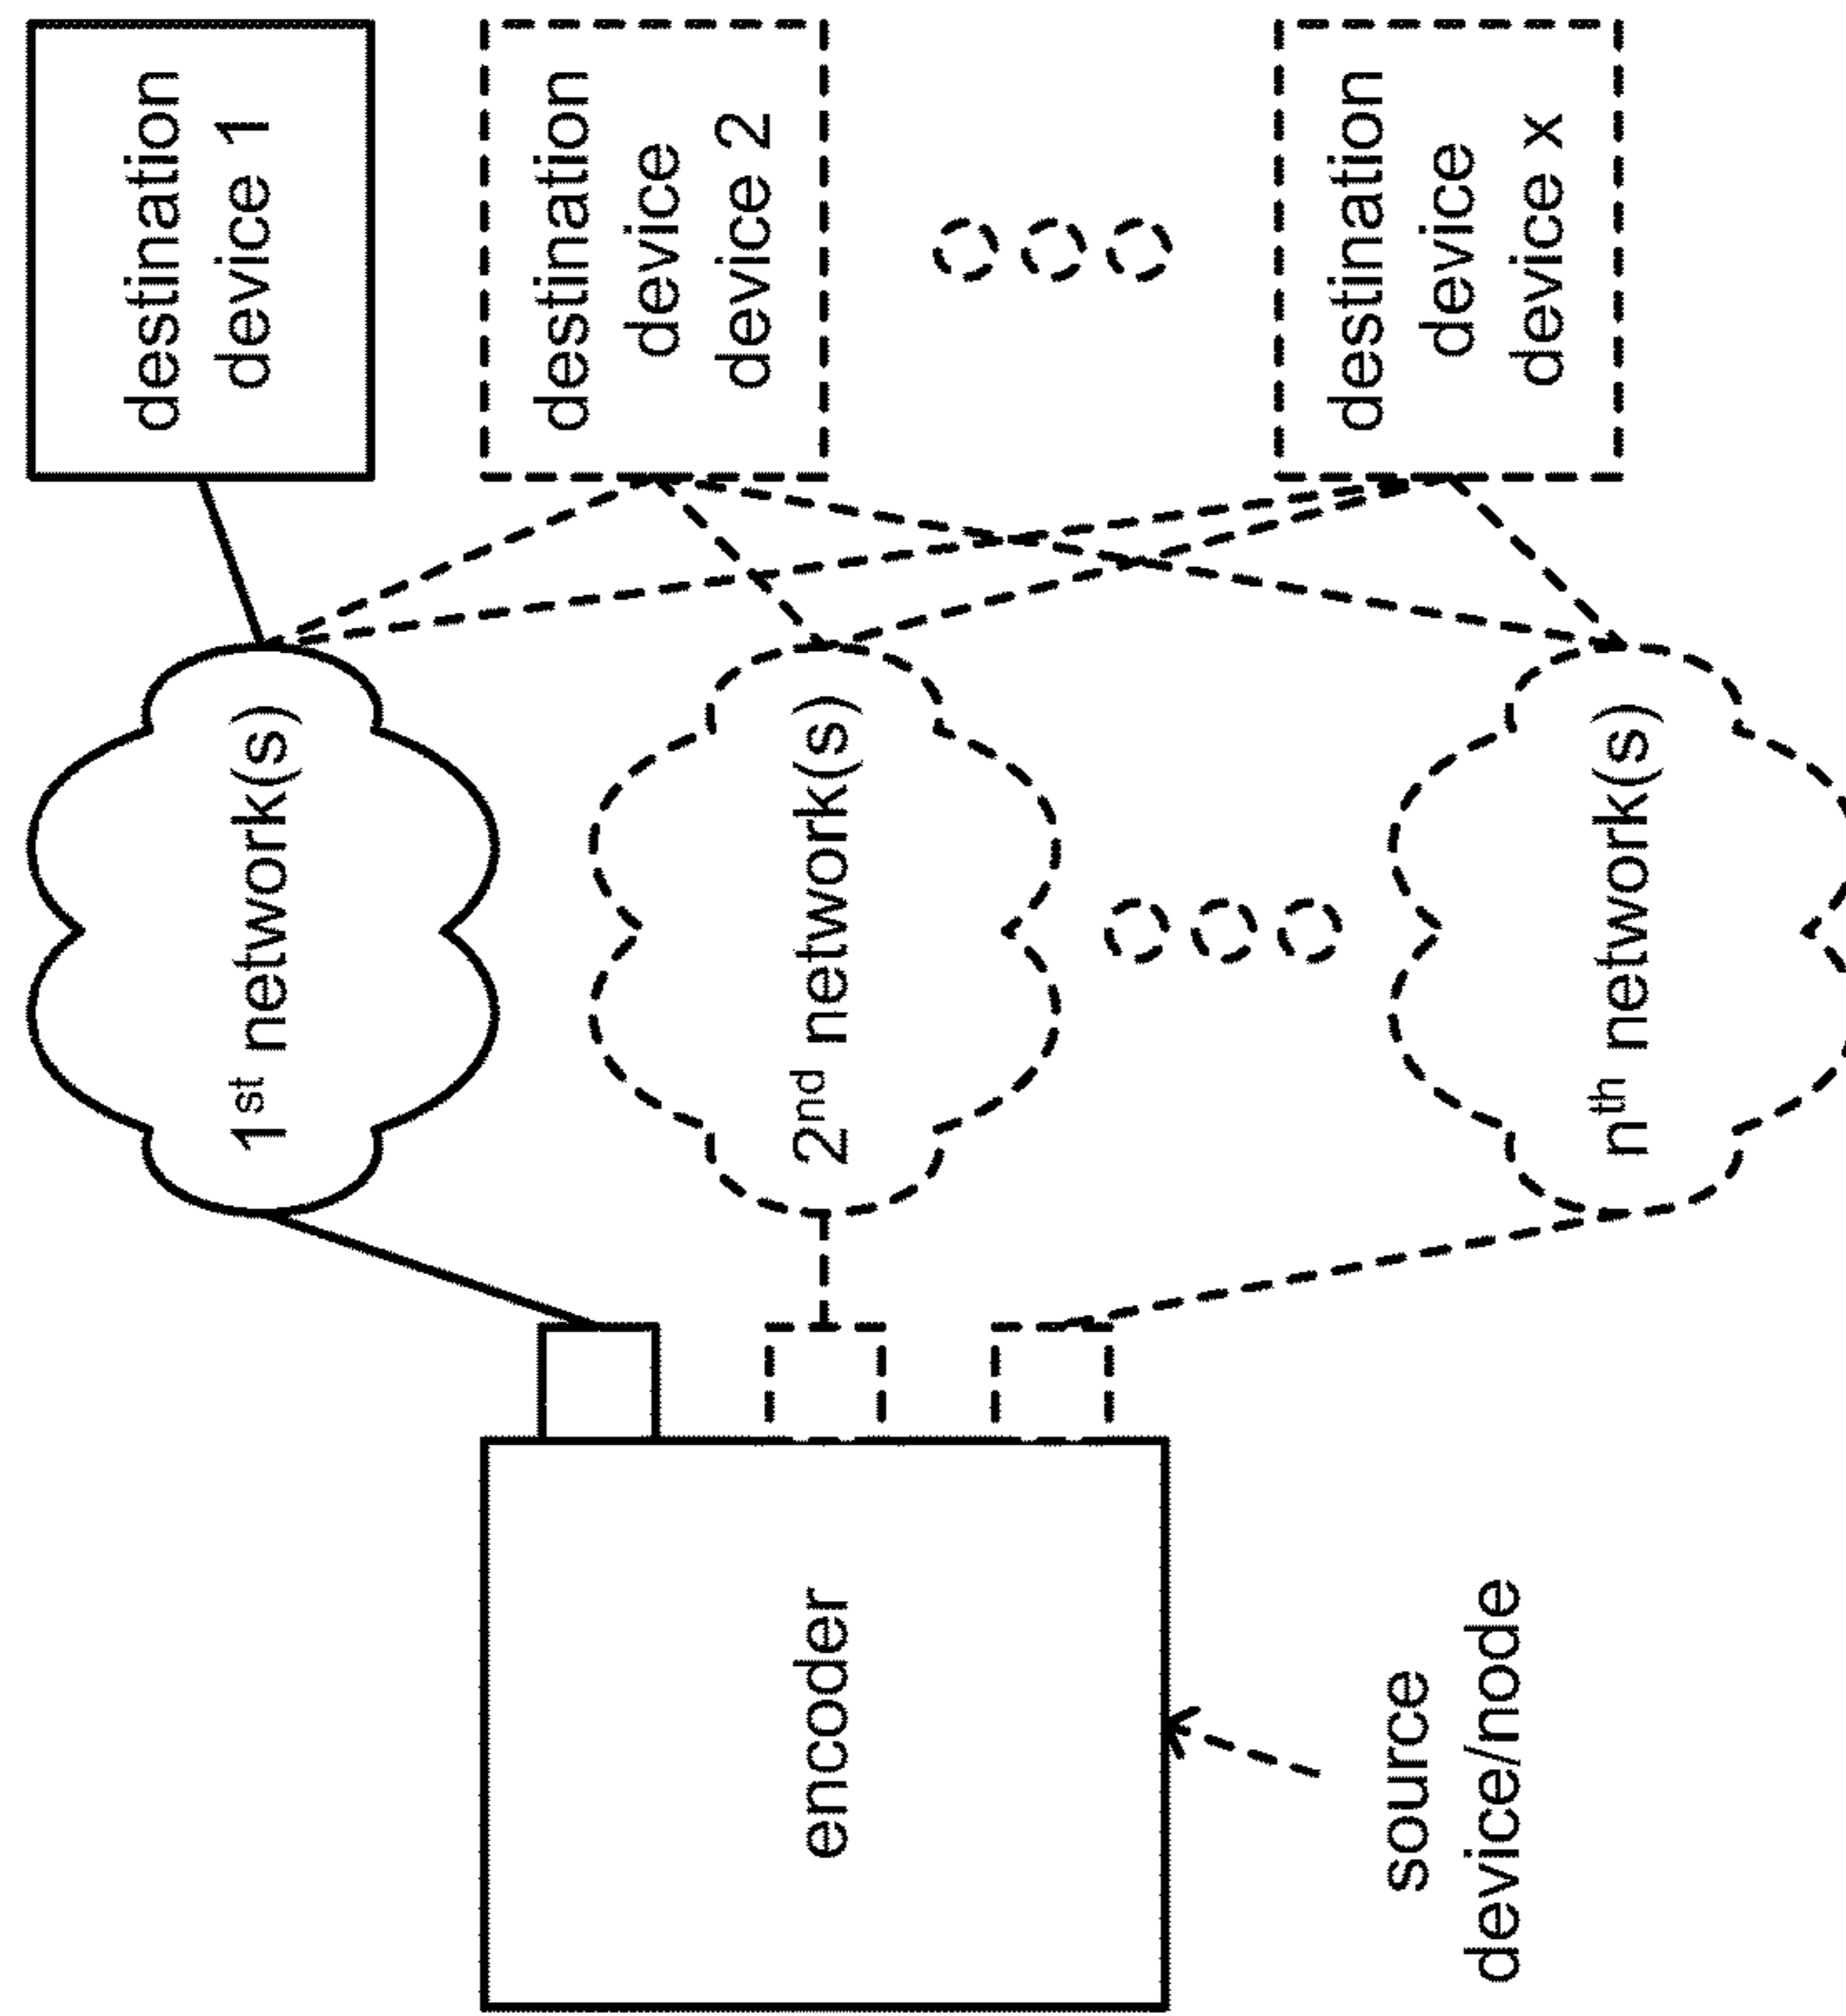 destination
device 1
destination
device
device 2
destination
device
device x
1st network(s)
2nd network(s)
nth network(s)
encoder
source
device/node